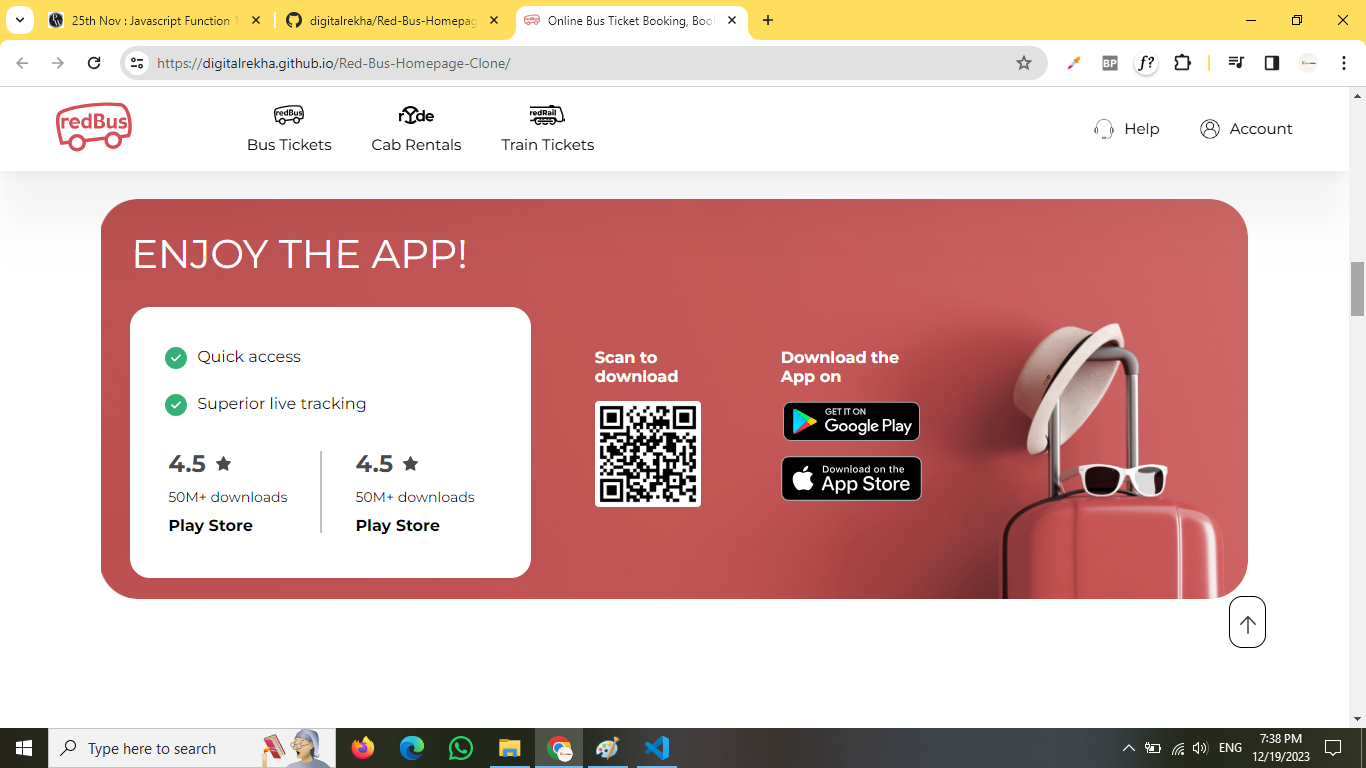 25th Nov : Javascript Function 1
digitalrekha/Red-Bus-Homepag
Online Bus Ticket Booking, Boo
https://digitalrekha.github.io/Red-Bus-Homepage-Clone/
BP
f?
redBus
redBus
Bus Tickets
ryde
Cab Rentals
redRail
Train Tickets
Help
Account
ENJOY THE APP!
Quick access
Superior live tracking
4.5
50M+ downloads
Play Store
4.5
50M+ downloads
Play Store
Scan to
download
Download the
App on
GET IT ON
Google Play
Download on the
App Store
Type here to search
ENG
7:38 PM
12/19/2023